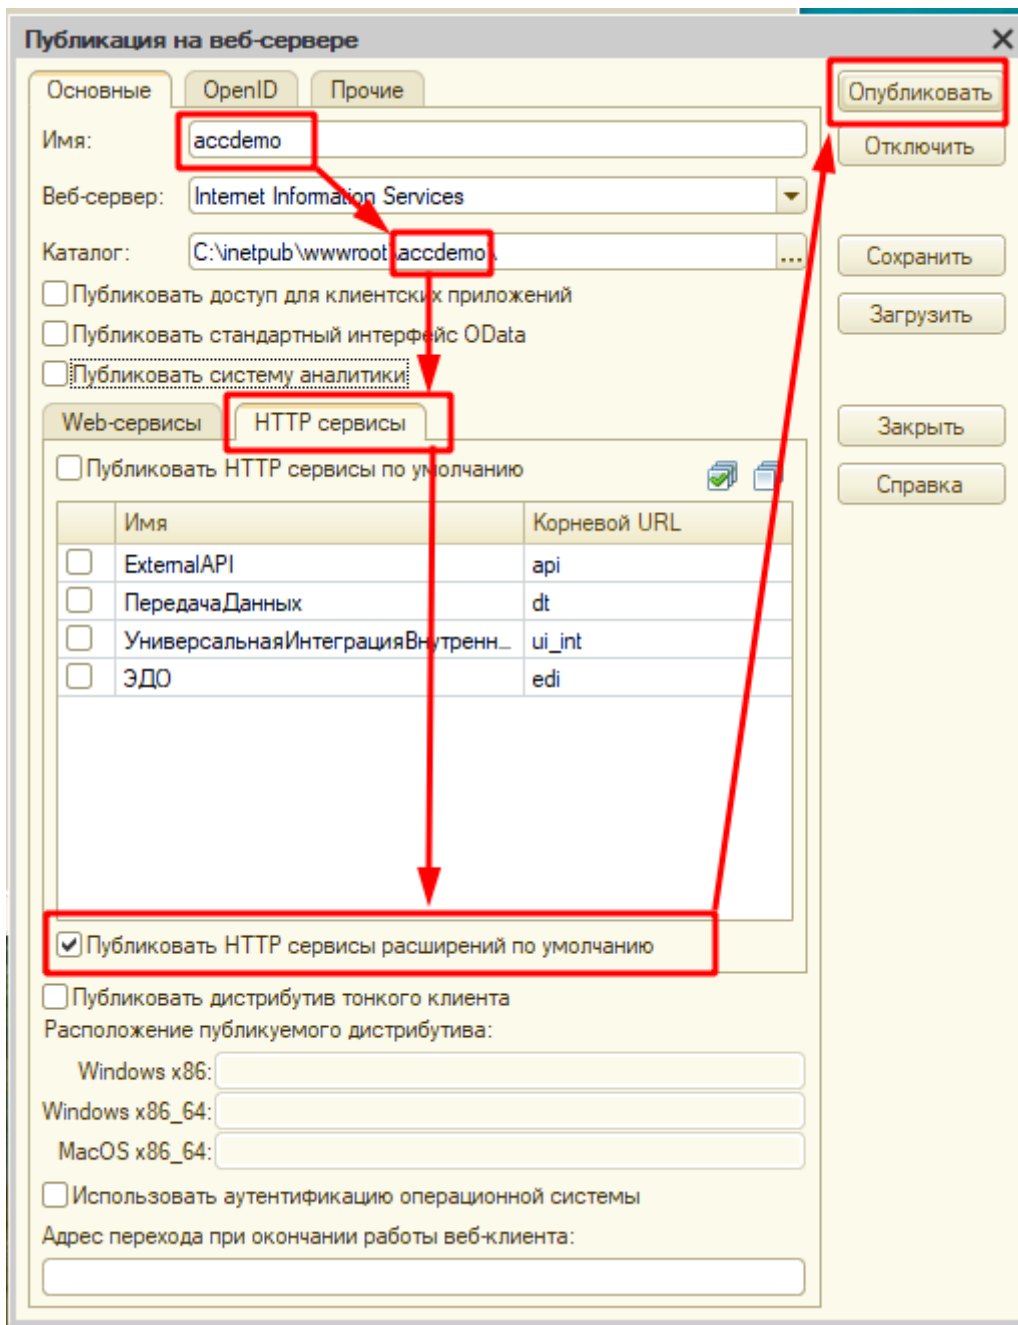 Публикация на веб-сервере
Основные OpenID Прочие
Опубликовать
Имя: accdemo
Отключить
Веб-сервер: Internet Information Services
Каталог: C:\inetpub\wwwroot\accdemo\ ...
Сохранить
Публиковать доступ для клиентских приложений
Загрузить
Публиковать стандартный интерфейс OData
Публиковать систему аналитики
Web-сервисы HTTP сервисы
Закрыть
Публиковать HTTP сервисы по умолчанию
Справка
Имя Корневой URL
ExternalAPI api
ПередачаДанных dt
УниверсальнаяИнтеграцияВнутренн... ui_int
ЭДО edi
Публиковать HTTP сервисы расширений по умолчанию
Публиковать дистрибутив тонкого клиента
Расположение публикуемого дистрибутива:
Windows x86:
Windows x86_64:
MacOS x86_64:
Использовать аутентификацию операционной системы
Адрес перехода при окончании работы веб-клиента: